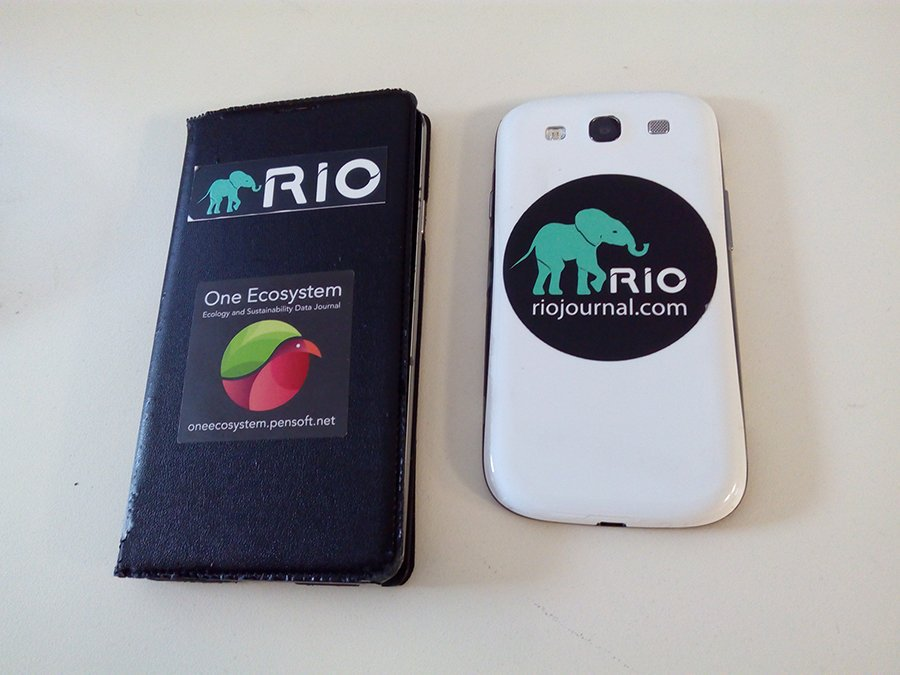 RIO
One Ecosystem
Ecology and Sustainability Data Journal
oneecosystem.pensoft.net
RIO
riojournal.com